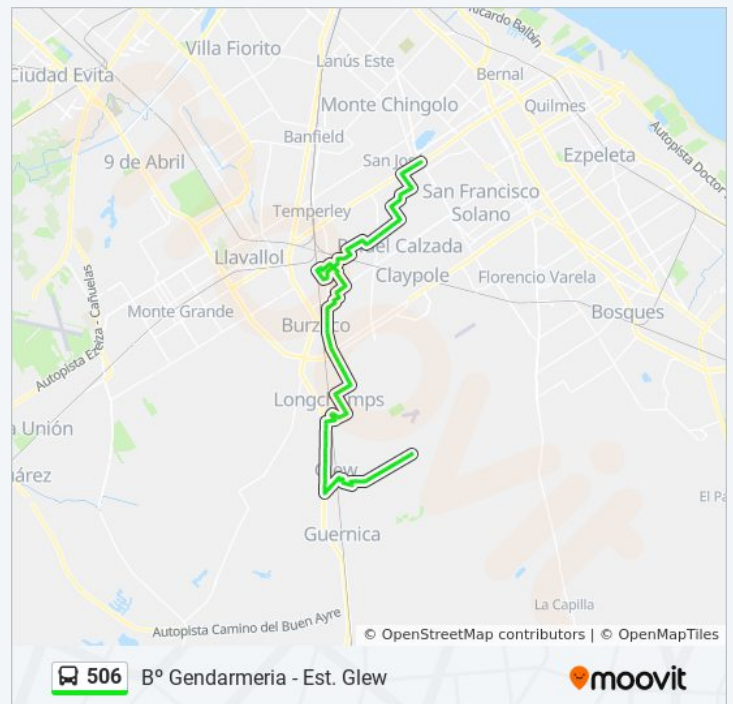 Ricardo Balbín
Villa Fiorito
Lanús Este
Ciudad Evita
Bernal
Monte Chingolo
Quilmes
Banfield
Autopista Doctor
9 de Abril
San José
Ezpeleta
San Francisco
Solano
Temperley
Calzada
Llavallol
Claypole
Florencio Varela
Monte Grande
Bosques
Autopista Ezeiza - Cañuelas
Burzaco
Longchamps
Unión
Glew
El Pa
Guernica
La Capilla
Autopista Camino del Buen Ayre
© OpenStreetMap contributors | © OpenMapTiles
506 Bº Gendarmeria - Est. Glew
moovit